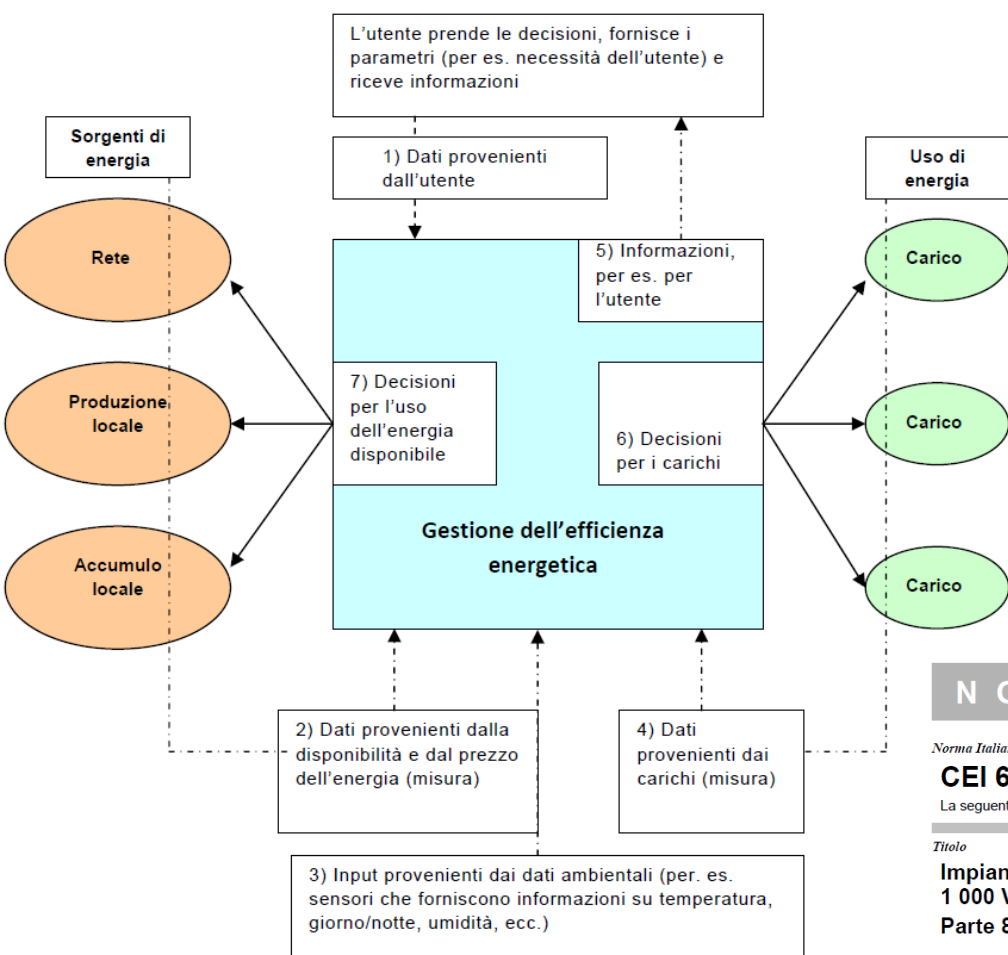 L'utente prende le decisioni, fornisce i
parametri (per es. necessità dell'utente) e
riceve informazioni
Sorgenti di
energia
1) Dati provenienti
dall'utente
Uso di
energia
Rete
5) Informazioni,
per es. per
l'utente
Carico
Produzione
locale
7) Decisioni
per l'uso
dell'energia
disponibile
6) Decisioni
per i carichi
Carico
Gestione dell'efficienza
energetica
Accumulo
locale
Carico
2) Dati provenienti dalla
disponibilità e dal prezzo
dell'energia (misura)
4) Dati
provenienti dai
carichi (misura)
3) Input provenienti dai dati ambientali (per. es.
sensori che forniscono informazioni su temperatura,
giorno/notte, umidità, ecc.)
N
Norma Italia
CEI 6
La seguent
Titolo
Impian
1 000 V
Parte 8